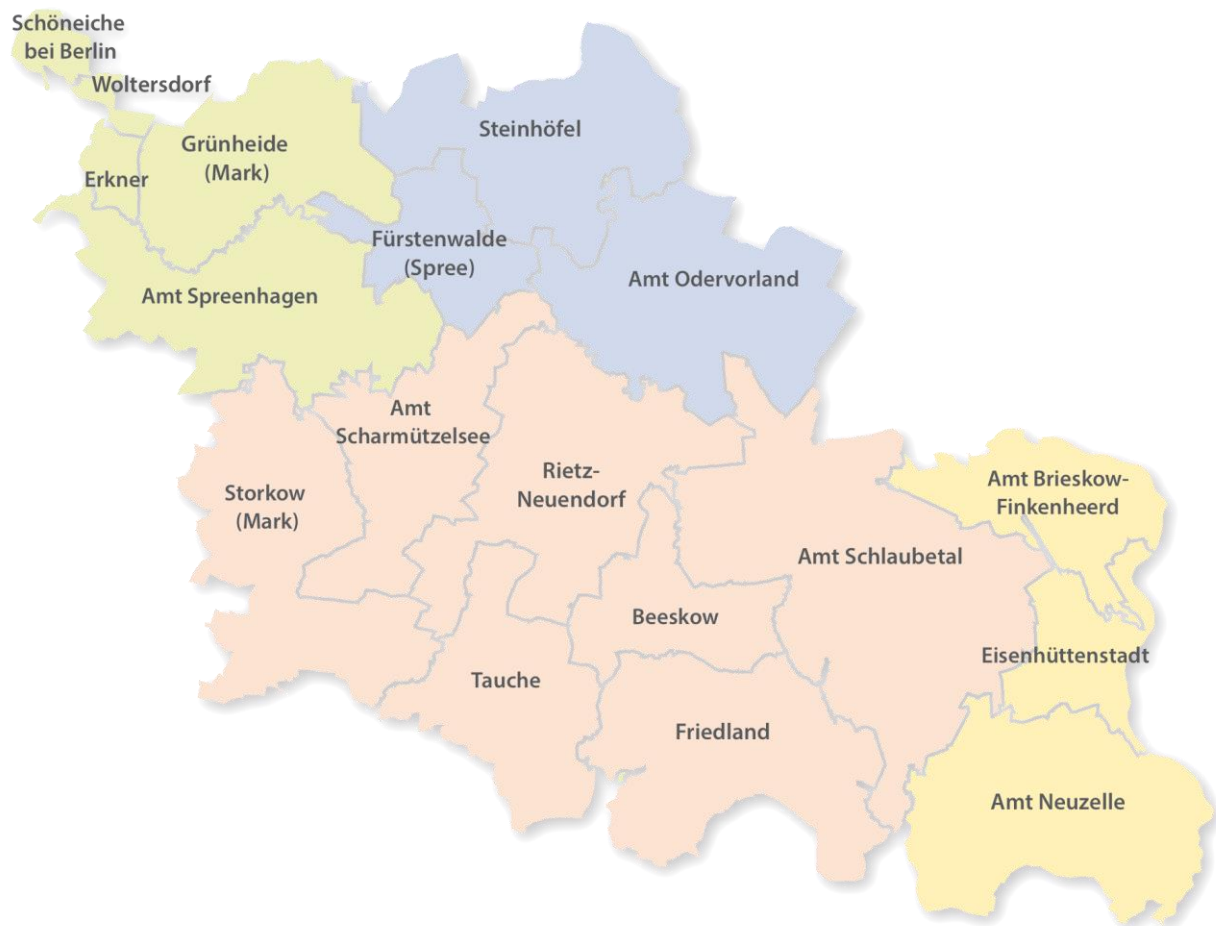 Schöneiche
bei Berlin
Woltersdorf
Grünheide
(Mark)
Erkner
Steinhöfel
Fürstenwalde
(Spree)
Amt Odervorland
Amt Spreenhagen
Amt
Scharmützelsee
Rietz-
Neuendorf
Storkow
(Mark)
Amt Brieskow-
Finkenheerd
Amt Schlaubetal
Beeskow
Eisenhüttenstadt
Tauche
Friedland
Amt Neuzelle